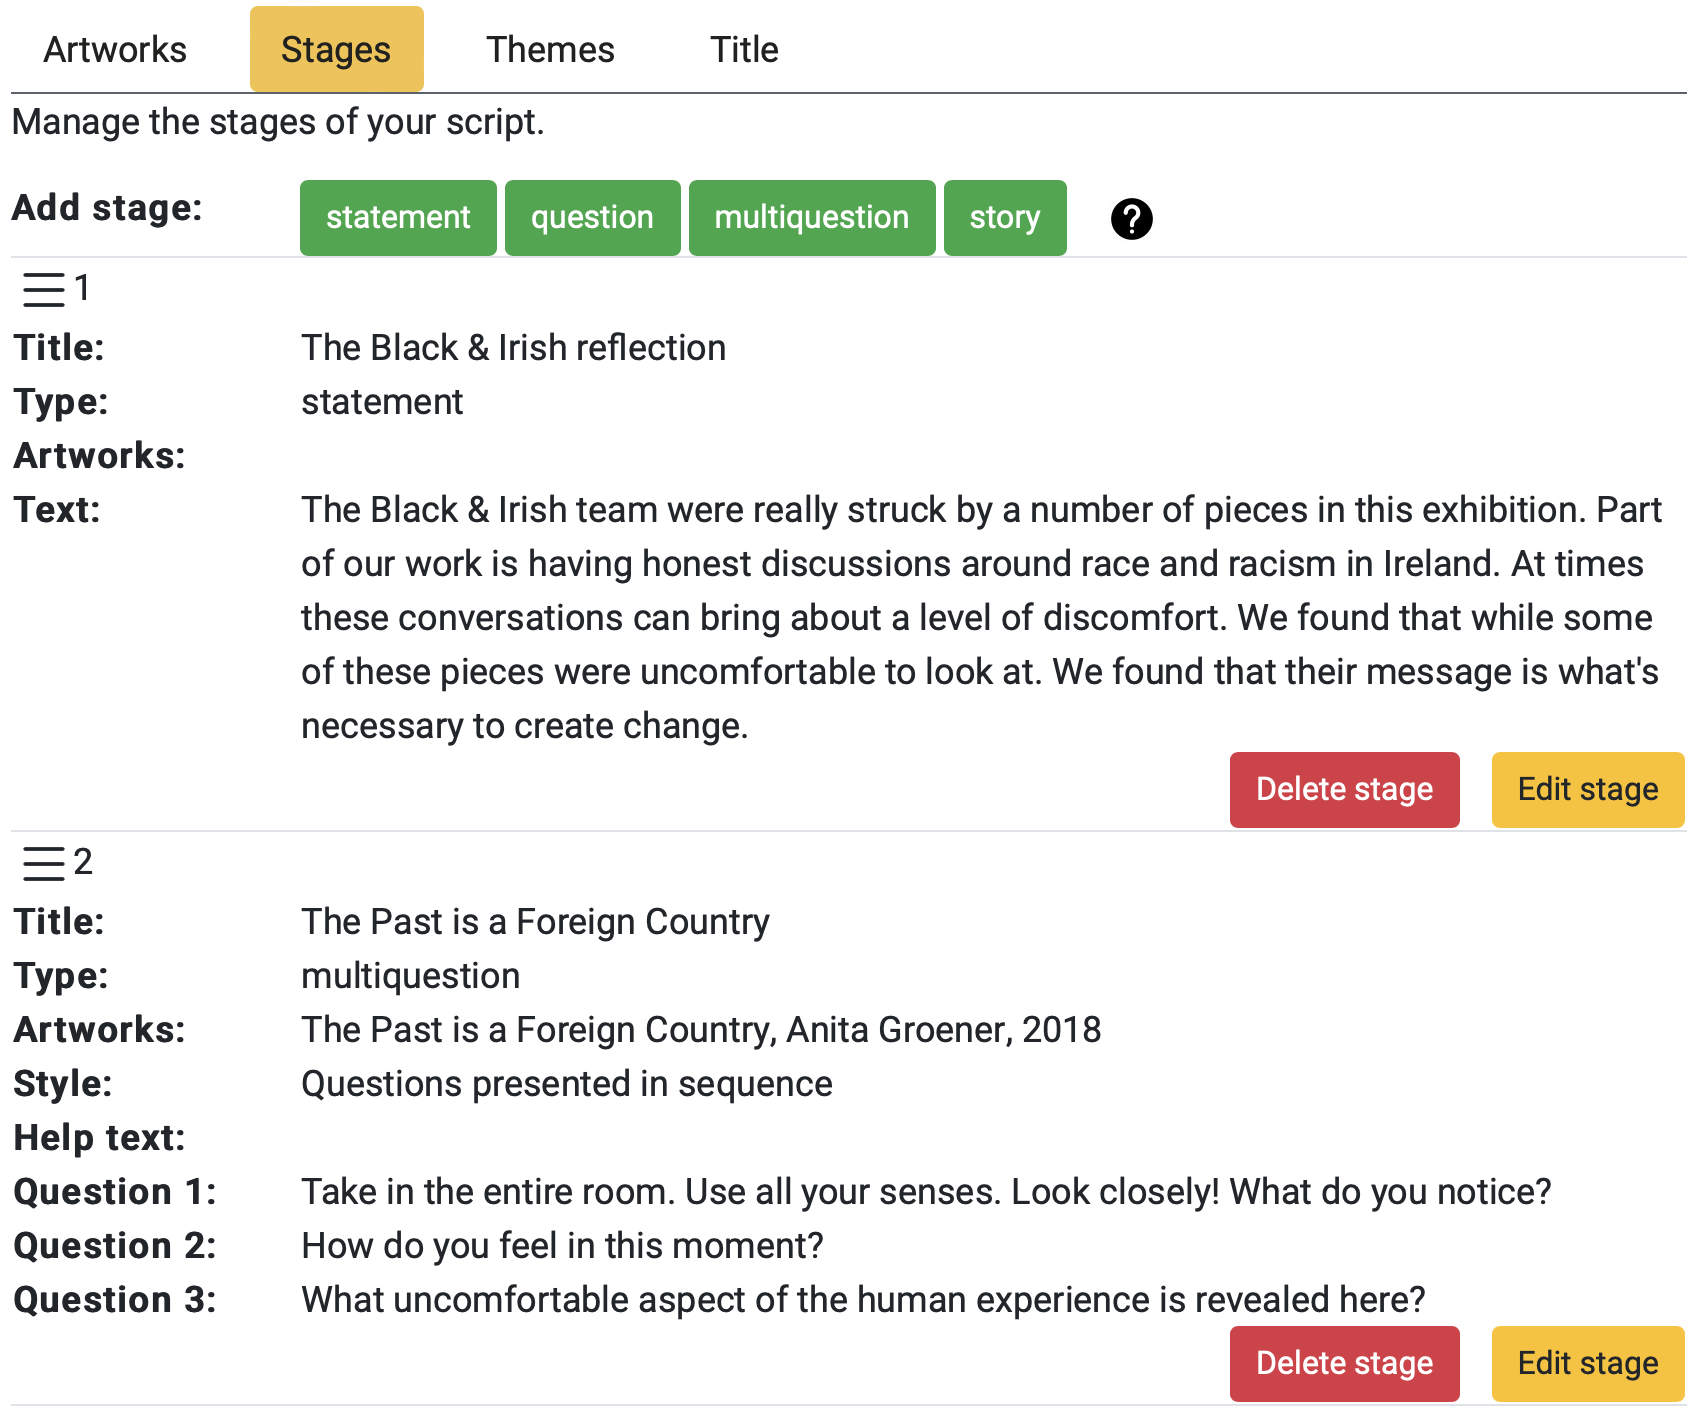 Artworks Stages Themes Title
Manage the stages of your script.
Add stage: statement question multiquestion story ?
1
Title: The Black & Irish reflection
Type: statement
Artworks:
Text: The Black & Irish team were really struck by a number of pieces in this exhibition. Part
of our work is having honest discussions around race and racism in Ireland. At times
these conversations can bring about a level of discomfort. We found that while some
of these pieces were uncomfortable to look at. We found that their message is what's
necessary to create change.
Delete stage Edit stage
2
Title: The Past is a Foreign Country
Type: multiquestion
Artworks: The Past is a Foreign Country, Anita Groener, 2018
Style: Questions presented in sequence
Help text:
Question 1: Take in the entire room. Use all your senses. Look closely! What do you notice?
Question 2: How do you feel in this moment?
Question 3: What uncomfortable aspect of the human experience is revealed here?
Delete stage Edit stage